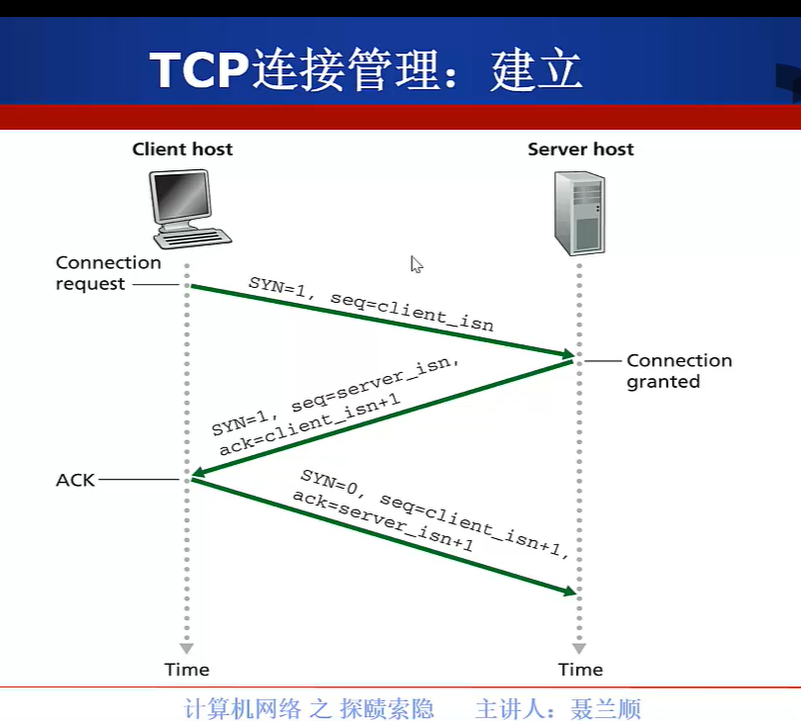 TCP连接管理：建立
Client host
Server host
Connection
request
SYN=1, seq=client_isn
Connection
granted
SYN=1, seq=server_isn,
ack=client_isn+1
ACK
SYN=0, seq=client_isn+1,
ack=server_isn+1
Time
Time
计算机网络 之 探赜索隐 主讲人：聂兰顺